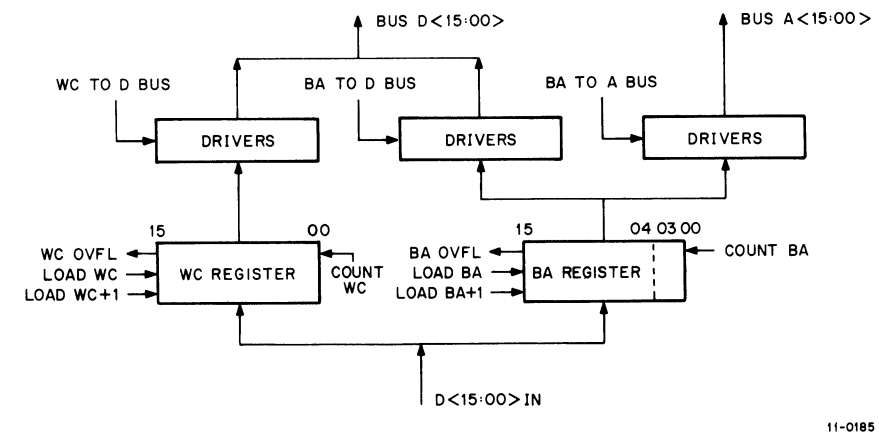 BUS D<15:00>
BUS A<15:00>
WC TO D BUS
BA TO D BUS
BA TO A BUS
DRIVERS
DRIVERS
DRIVERS
15
00
15
04 03 00
WC OVFL
LOAD WC
LOAD WC+1
WC REGISTER
COUNT
WC
BA OVFL
LOAD BA
LOAD BA+1
BA REGISTER
COUNT BA
D<15:00>IN
11-0185